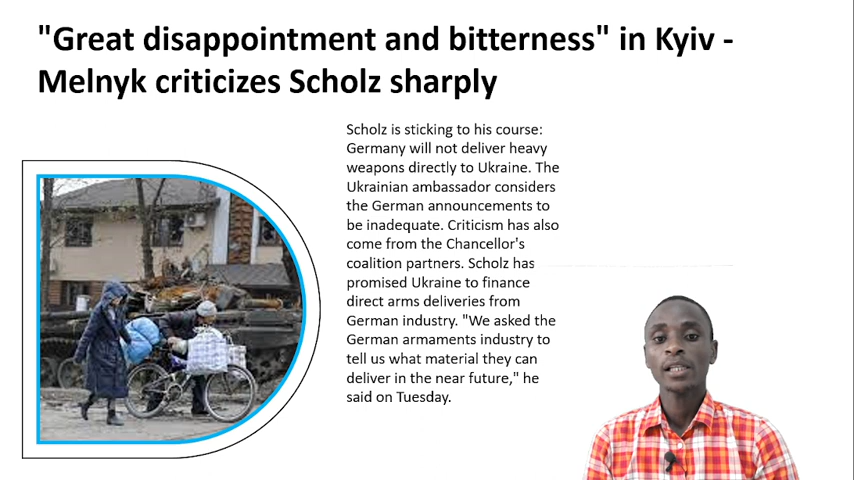 "Great disappointment and bitterness" in Kyiv -
Melnyk criticizes Scholz sharply
Scholz is sticking to his course:
Germany will not deliver heavy
weapons directly to Ukraine. The
Ukrainian ambassador considers
the German announcements to
be inadequate. Criticism has also
come from the Chancellor's
coalition partners. Scholz has
promised Ukraine to finance
direct arms deliveries from
German industry. "We asked the
German armaments industry to
tell us what material they can
deliver in the near future," he
said on Tuesday.